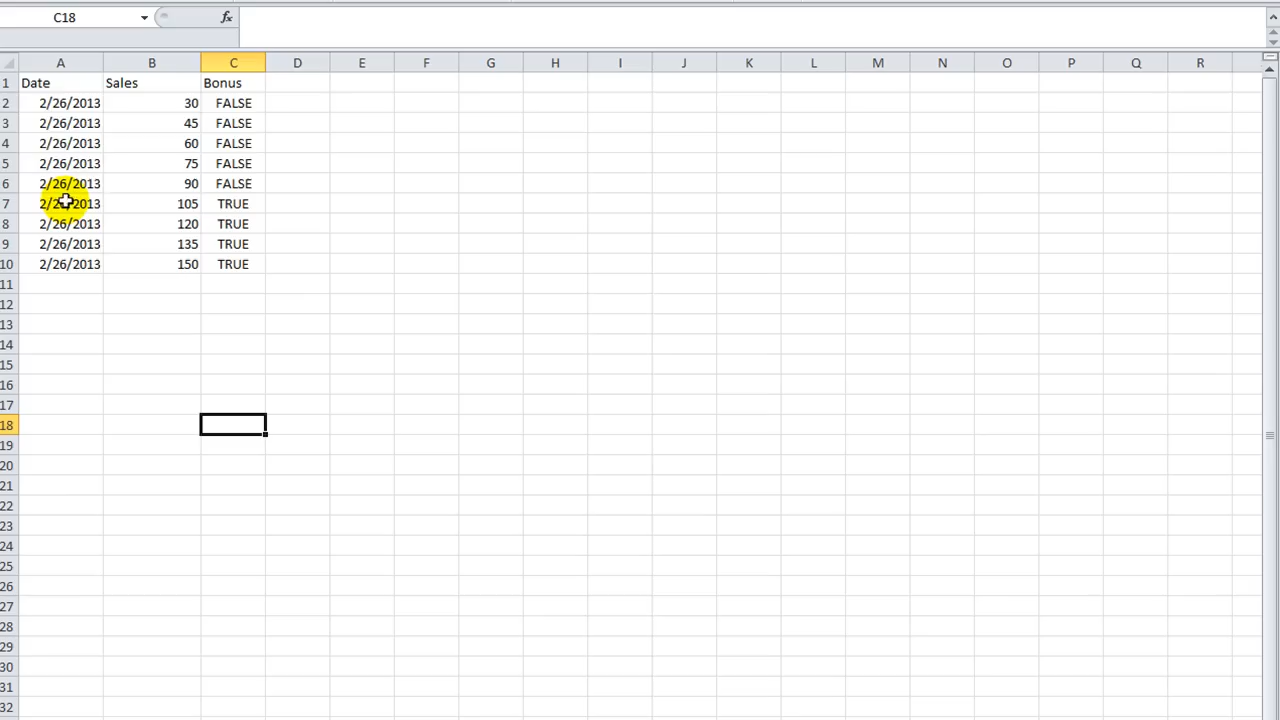 C18 fx
A B C D E F G H I J K L M N O P Q R
1 Date Sales Bonus
2 2/26/2013 30 FALSE
3 2/26/2013 45 FALSE
4 2/26/2013 60 FALSE
5 2/26/2013 75 FALSE
6 2/26/2013 90 FALSE
7 2/26/2013 105 TRUE
8 2/26/2013 120 TRUE
9 2/26/2013 135 TRUE
10 2/26/2013 150 TRUE
11
12
13
14
15
16
17
18
19
20
21
22
23
24
25
26
27
28
29
30
31
32